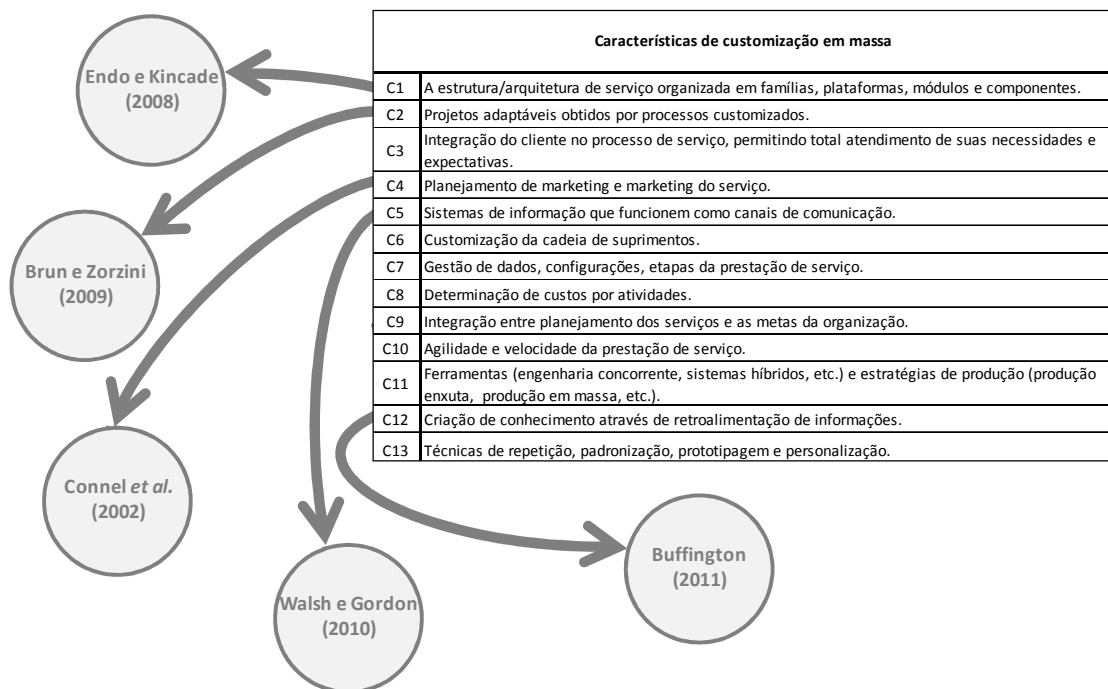 Características de customização em massa
C1 A estrutura/arquitetura de serviço organizada em famílias, plataformas, módulos e componentes.
C2 Projetos adaptáveis obtidos por processos customizados.
C3 Integração do cliente no processo de serviço, permitindo total atendimento de suas necessidades e
expectativas.
C4 Planejamento de marketing e marketing do serviço.
C5 Sistemas de informação que funcionem como canais de comunicação.
C6 Customização da cadeia de suprimentos.
C7 Gestão de dados, configurações, etapas da prestação de serviço.
C8 Determinação de custos por atividades.
C9 Integração entre planejamento dos serviços e as metas da organização.
C10 Agilidade e velocidade da prestação de serviço.
C11 Ferramentas (engenharia concorrente, sistemas híbridos, etc.) e estratégias de produção (produção
enxuta, produção em massa, etc.).
C12 Criação de conhecimento através de retroalimentação de informações.
C13 Técnicas de repetição, padronização, prototipagem e personalização.
Endo e Kincade
(2008)
Brun e Zorzini
(2009)
Connel et al.
(2002)
Walsh e Gordon
(2010)
Buffington
(2011)